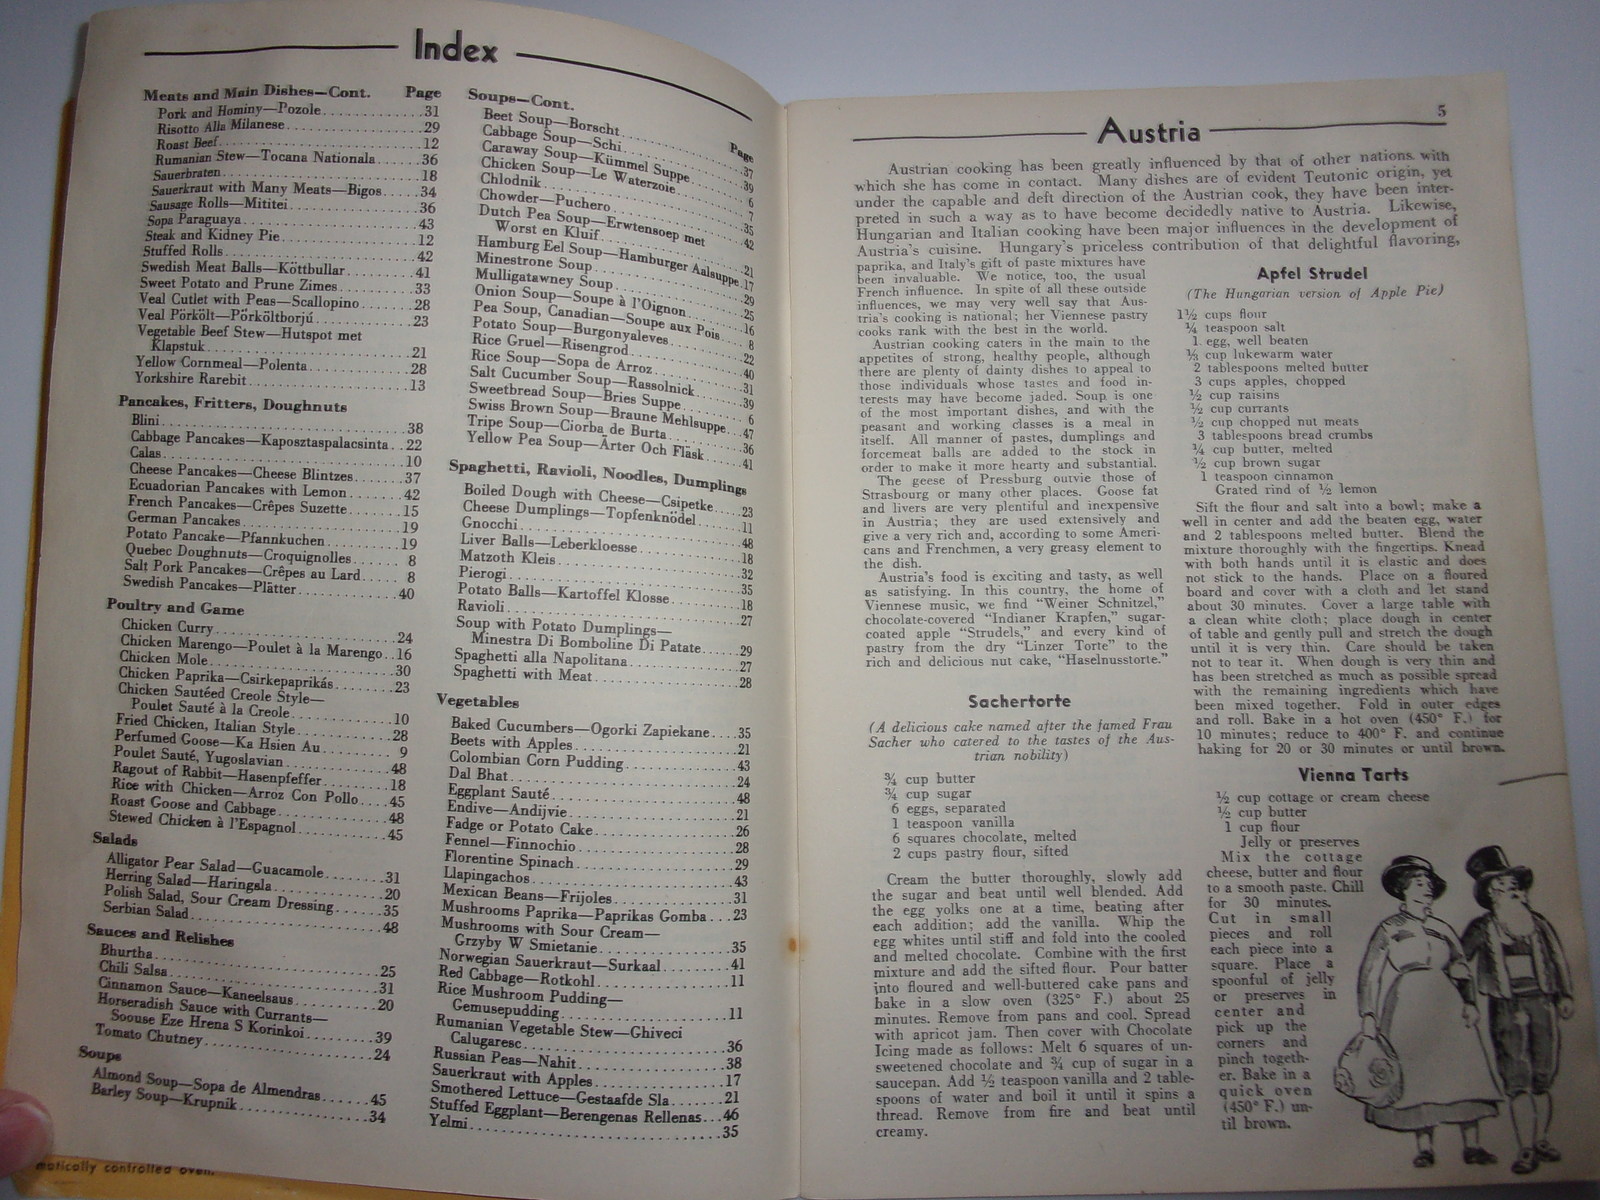 Index
Meats and Main Dishes—Cont. Page
Pork and Hominy—Pozole 31
Risotto Alla Milanese 29
Roast Beef 12
Rumanian Stew—Tocana Nationala 36
Sauerbraten 18
Sauerkraut with Many Meats—Bigos 34
Sausage Rolls—Mititei 36
Sopa Paraguaya 43
Steak and Kidney Pie 12
Stuffed Rolls 42
Swedish Meat Balls—Köttbullar 41
Sweet Potato and Prune Zimes 33
Veal Cutlet with Peas—Scallopino 28
Veal Pörkölt—Pörköltborjú 23
Vegetable Beef Stew—Hutspot met
Klapstuk 21
Yellow Cornmeal—Polenta 28
Yorkshire Rarebit 13
Pancakes, Fritters, Doughnuts
Blini 38
Cabbage Pancakes—Kaposztaspalacsinta 22
Calas 10
Cheese Pancakes—Cheese Blintzes 37
Ecuadorian Pancakes with Lemon 42
French Pancakes—Crêpes Suzette 15
German Pancakes 19
Potato Pancake—Pfannkuchen 19
Quebec Doughnuts—Croquignolles 8
Salt Pork Pancakes—Crêpes au Lard 8
Swedish Pancakes—Plätter 40
Poultry and Game
Chicken Curry 24
Chicken Marengo—Poulet à la Marengo 16
Chicken Mole 30
Chicken Paprika—Csirkepaprikás 23
Chicken Sautéed Creole Style—
Poulet Sauté à la Creole 10
Fried Chicken, Italian Style 28
Perfumed Goose—Ka Hsien Au 9
Poulet Sauté, Yugoslavian 48
Ragout of Rabbit—Hasenpfeffer 18
Rice with Chicken—Arroz Con Pollo 45
Roast Goose and Cabbage 48
Stewed Chicken à l'Espagnol 45
Salads
Alligator Pear Salad—Guacamole 31
Herring Salad—Haringsla 20
Polish Salad, Sour Cream Dressing 35
Serbian Salad 48
Sauces and Relishes
Bhurtha 25
Chili Salsa 31
Cinnamon Sauce—Kaneelsaus 20
Horseradish Sauce with Currants—
Soouse Eze Hrena S Korinkoi 39
Tomato Chutney 24
Soups
Almond Soup—Sopa de Almendras 45
Barley Soup—Krupnik 34
Soups—Cont.
Page
Beet Soup—Borscht 37
Cabbage Soup—Schi 39
Caraway Soup—Kümmel Suppe 6
Chicken Soup—Le Waterzoie 7
Chlodnik 35
Chowder—Puchero 42
Dutch Pea Soup—Erwtensoep met
Worst en Kluif 21
Hamburg Eel Soup—Hamburger Aalsuppe 17
Minestrone Soup 29
Mulligatawney Soup 25
Onion Soup—Soupe à l'Oignon 16
Pea Soup, Canadian—Soupe aux Pois 8
Potato Soup—Burgonyaleves 22
Rice Gruel—Risengrod 40
Rice Soup—Sopa de Arroz 31
Salt Cucumber Soup—Rassolnick 39
Sweetbread Soup—Bries Suppe 6
Swiss Brown Soup—Braune Mehlsuppe 47
Tripe Soup—Ciorba de Burta 36
Yellow Pea Soup—Ärter Och Fläsk 41
Spaghetti, Ravioli, Noodles, Dumplings
Boiled Dough with Cheese—Csipetke 23
Cheese Dumplings—Topfenknödel 11
Gnocchi 48
Liver Balls—Leberkloesse 18
Matzoth Kleis 32
Pierogi 35
Potato Balls—Kartoffel Klosse 18
Ravioli 27
Soup with Potato Dumplings—
Minestra Di Bomboline Di Patate 29
Spaghetti alla Napolitana 27
Spaghetti with Meat 28
Vegetables
Baked Cucumbers—Ogorki Zapiekane 35
Beets with Apples 21
Colombian Corn Pudding 43
Dal Bhat 24
Eggplant Sauté 48
Endive—Andijvie 21
Fadge or Potato Cake 26
Fennel—Finnochio 28
Florentine Spinach 29
Llapingachos 43
Mexican Beans—Frijoles 31
Mushrooms Paprika—Paprikas Gomba 23
Mushrooms with Sour Cream—
Grzyby W Smietanie 35
Norwegian Sauerkraut—Surkaal 41
Red Cabbage—Rotkohl 11
Rice Mushroom Pudding—
Gemusepudding 11
Rumanian Vegetable Stew—Ghiveci
Calugaresc 36
Russian Peas—Nahit 38
Sauerkraut with Apples 17
Smothered Lettuce—Gestaafde Sla 21
Stuffed Eggplant—Berengenas Rellenas 46
Yelmi 35
matically controlled oven.
5
Austria
Austrian cooking has been greatly influenced by that of other nations with
which she has come in contact. Many dishes are of evident Teutonic origin, yet
under the capable and deft direction of the Austrian cook, they have been inter-
preted in such a way as to have become decidedly native to Austria. Likewise,
Hungarian and Italian cooking have been major influences in the development of
Austria's cuisine. Hungary's priceless contribution of that delightful flavoring,
paprika, and Italy's gift of paste mixtures have
been invaluable. We notice, too, the usual
French influence. In spite of all these outside
influences, we may very well say that Aus-
tria's cooking is national; her Viennese pastry
cooks rank with the best in the world.
Austrian cooking caters in the main to the
appetites of strong, healthy people, although
there are plenty of dainty dishes to appeal to
those individuals whose tastes and food in-
terests may have become jaded. Soup is one
of the most important dishes, and with the
peasant and working classes is a meal in
itself. All manner of pastes, dumplings and
forcemeat balls are added to the stock in
order to make it more hearty and substantial.
The geese of Pressburg outvie those of
Strasbourg or many other places. Goose fat
and livers are very plentiful and inexpensive
in Austria; they are used extensively and
give a very rich and, according to some Ameri-
cans and Frenchmen, a very greasy element to
the dish.
Austria's food is exciting and tasty, as well
as satisfying. In this country, the home of
Viennese music, we find "Weiner Schnitzel,"
chocolate-covered "Indianer Krapfen," sugar-
coated apple "Strudels," and every kind of
pastry from the dry "Linzer Torte" to the
rich and delicious nut cake, "Haselnusstorte."
Sachertorte
(A delicious cake named after the famed Frau
Sacher who catered to the tastes of the Aus-
trian nobility)
¾ cup butter
¾ cup sugar
6 eggs, separated
1 teaspoon vanilla
6 squares chocolate, melted
2 cups pastry flour, sifted
Cream the butter thoroughly, slowly add
the sugar and beat until well blended. Add
the egg yolks one at a time, beating after
each addition; add the vanilla. Whip the
egg whites until stiff and fold into the cooled
and melted chocolate. Combine with the first
mixture and add the sifted flour. Pour batter
into floured and well-buttered cake pans and
bake in a slow oven (325° F.) about 25
minutes. Remove from pans and cool. Spread
with apricot jam. Then cover with Chocolate
Icing made as follows: Melt 6 squares of un-
sweetened chocolate and ¾ cup of sugar in a
saucepan. Add ½ teaspoon vanilla and 2 table-
spoons of water and boil it until it spins a
thread. Remove from fire and beat until
creamy.
Apfel Strudel
(The Hungarian version of Apple Pie)
1½ cups flour
¼ teaspoon salt
1 egg, well beaten
⅓ cup lukewarm water
2 tablespoons melted butter
3 cups apples, chopped
½ cup raisins
½ cup currants
½ cup chopped nut meats
3 tablespoons bread crumbs
¼ cup butter, melted
½ cup brown sugar
1 teaspoon cinnamon
Grated rind of ½ lemon
Sift the flour and salt into a bowl; make a
well in center and add the beaten egg, water
and 2 tablespoons melted butter. Blend the
mixture thoroughly with the fingertips. Knead
with both hands until it is elastic and does
not stick to the hands. Place on a floured
board and cover with a cloth and let stand
about 30 minutes. Cover a large table with
a clean white cloth; place dough in center
of table and gently pull and stretch the dough
until it is very thin. Care should be taken
not to tear it. When dough is very thin and
has been stretched as much as possible spread
with the remaining ingredients which have
been mixed together. Fold in outer edges
and roll. Bake in a hot oven (450° F.) for
10 minutes; reduce to 400° F. and continue
baking for 20 or 30 minutes or until brown.
Vienna Tarts
½ cup cottage or cream cheese
½ cup butter
1 cup flour
Jelly or preserves
Mix the cottage
cheese, butter and flour
to a smooth paste. Chill
for 30 minutes.
Cut in small
pieces and roll
each piece into a
square. Place a
spoonful of jelly
or preserves in
center and
pick up the
corners and
pinch togeth-
er. Bake in a
quick oven
(450° F.) un-
til brown.